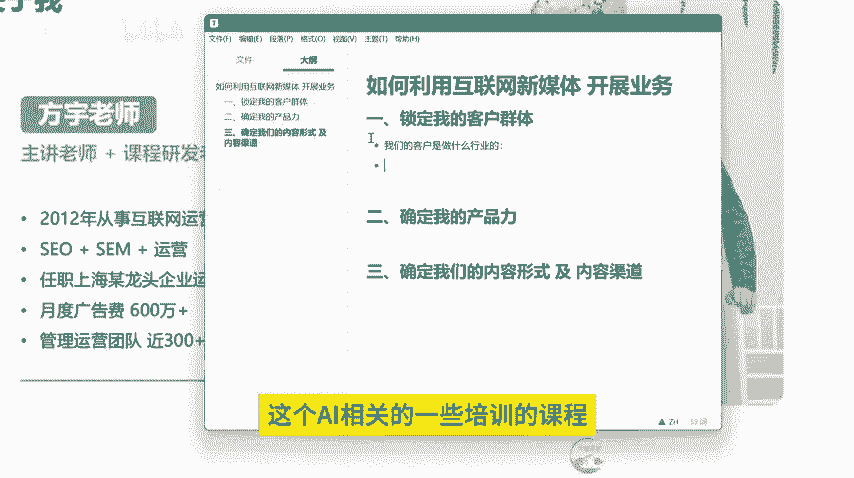 于我
方宇老师
主讲老师 + 课程研发
• 2012年从事互联网运营
• SEO + SEM + 运营
• 任职上海某龙头企业运
• 月度广告费 600万+
• 管理运营团队 近300+
T
文件(F) 编辑(E) 段落(P) 格式(O) 视图(V) 主题(T) 帮助(H)
文件 大纲
如何利用互联网新媒体 开展业务
一、锁定我的客户群体
二、确定我的产品力
三、确定我们的内容形式 及
内容渠道
如何利用互联网新媒体 开展业务
一、锁定我的客户群体
• 我们的客户是做什么行业的:
二、确定我的产品力
三、确定我们的内容形式 及 内容渠道
ZH
这个AI相关的一些培训的课程